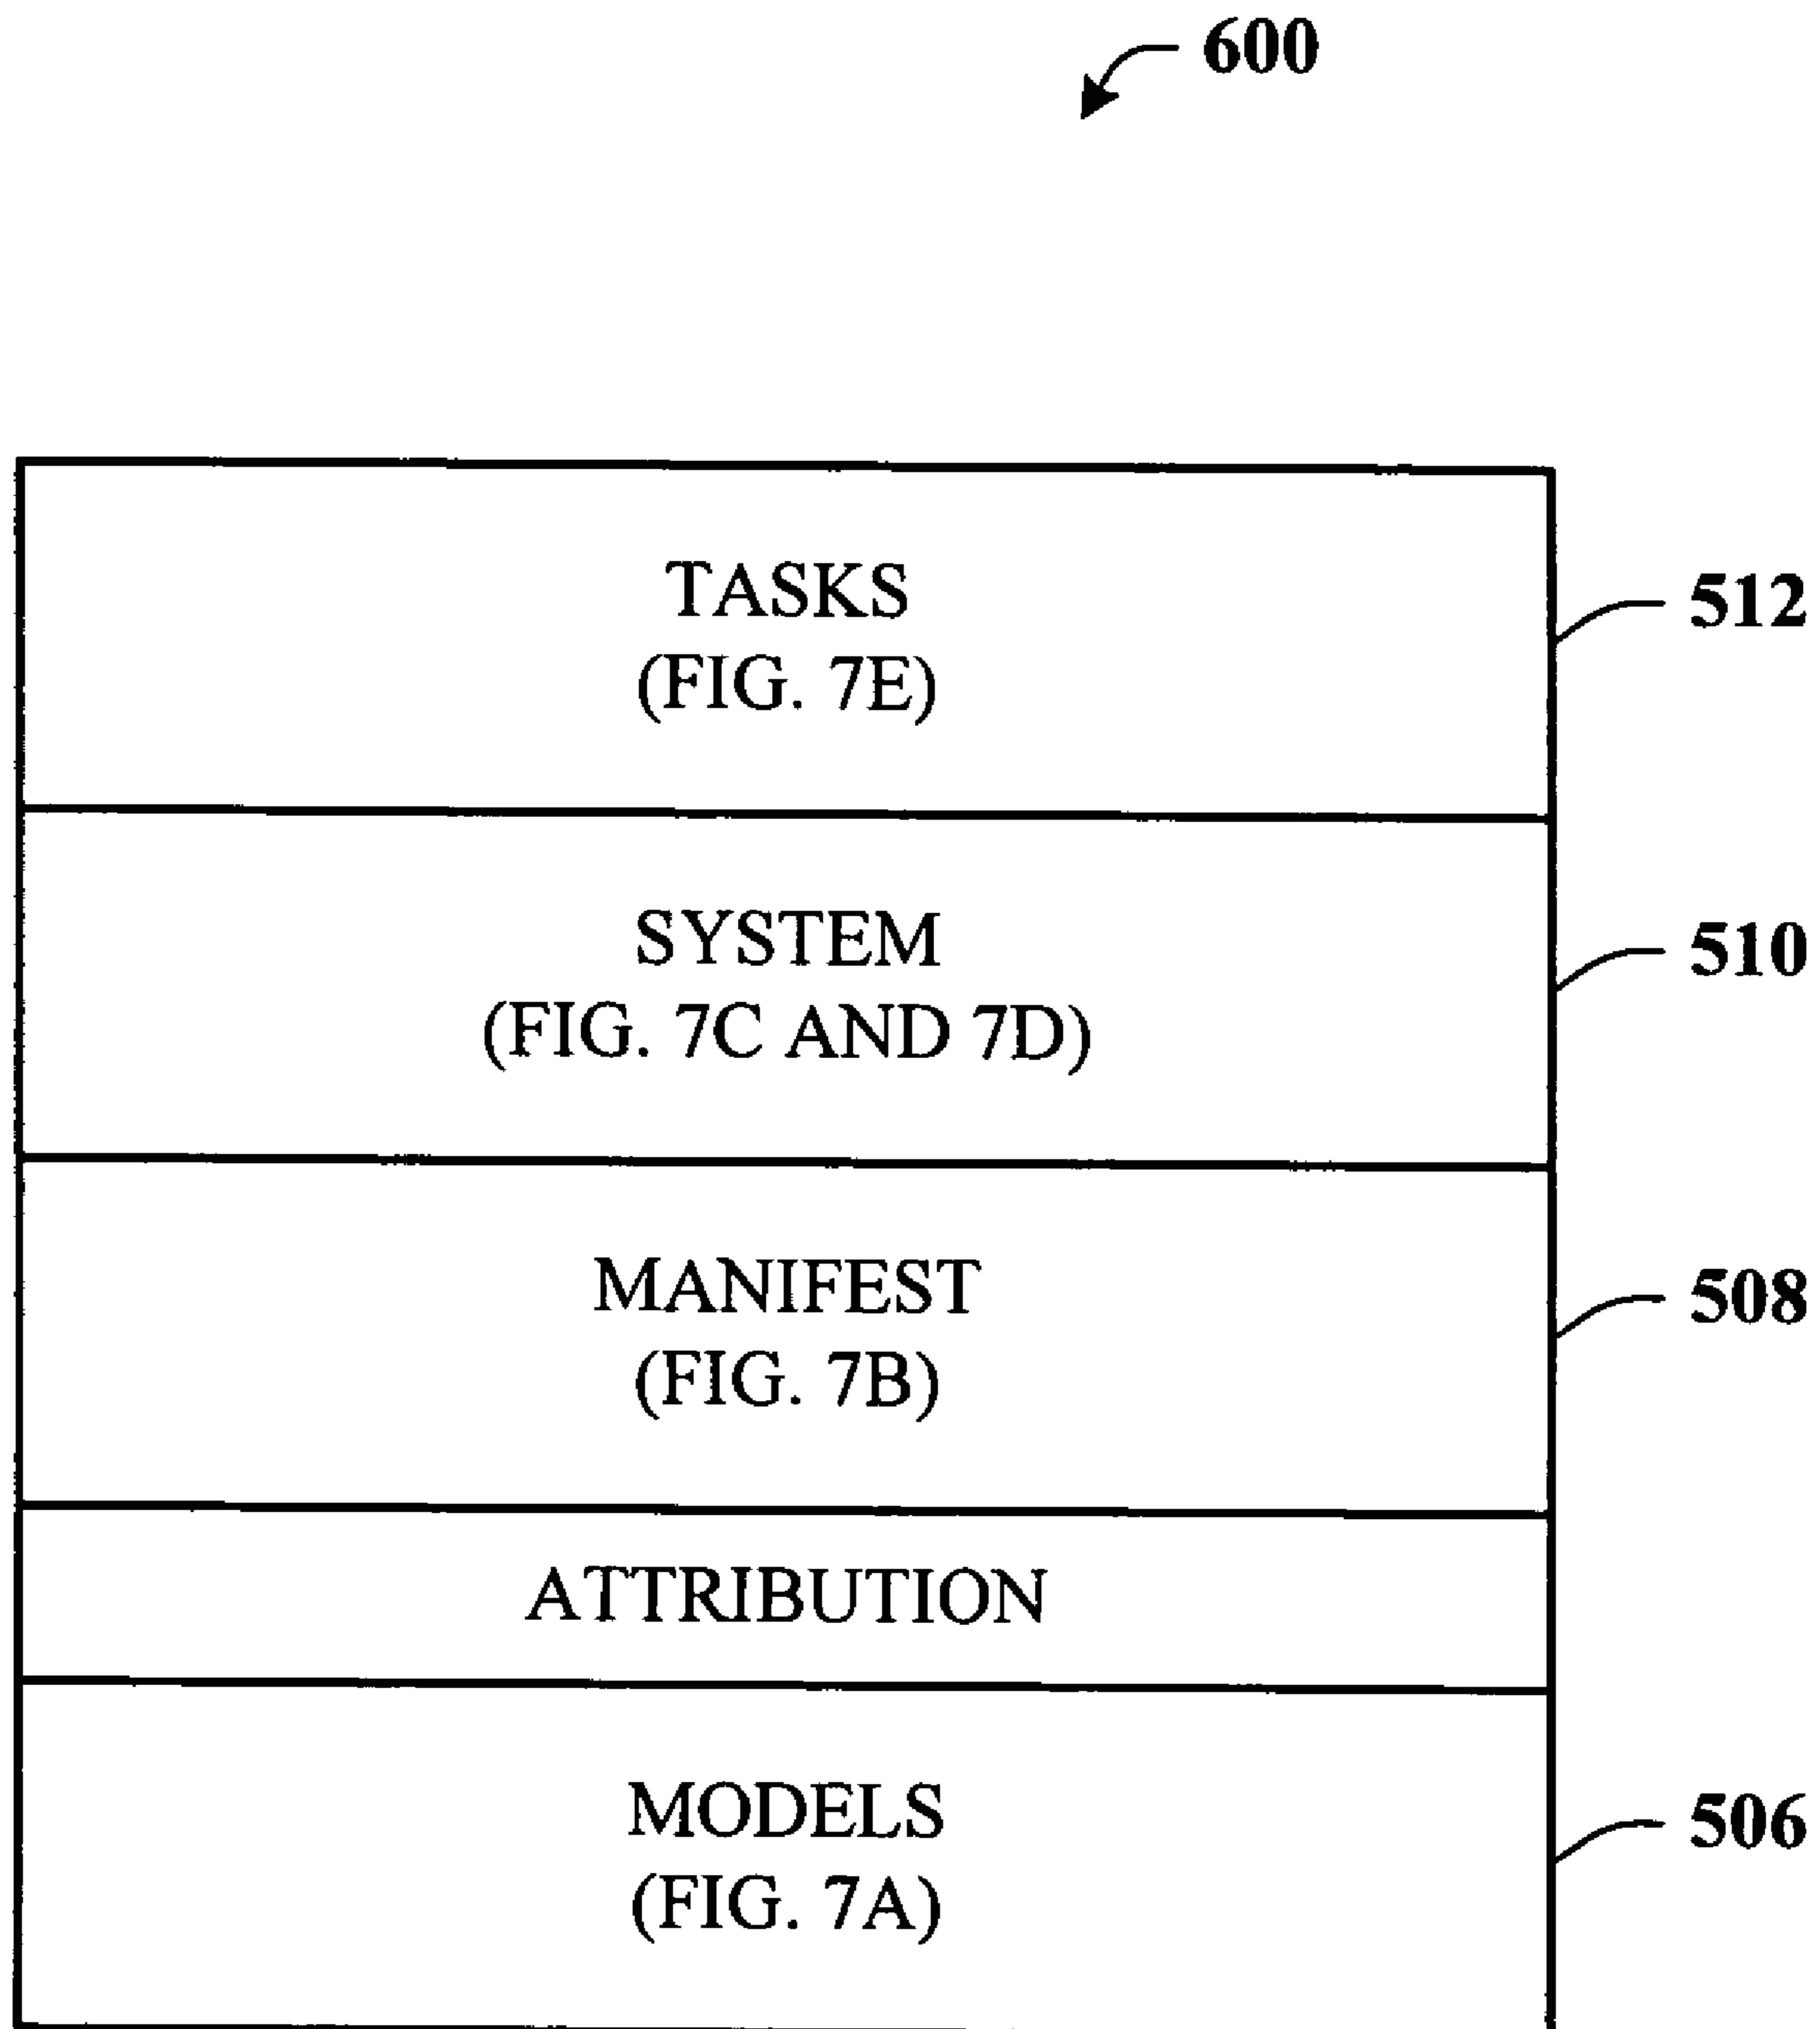 600
TASKS
(FIG. 7E)
512
SYSTEM
(FIG. 7C AND 7D)
510
MANIFEST
(FIG. 7B)
508
ATTRIBUTION
MODELS
(FIG. 7A)
506